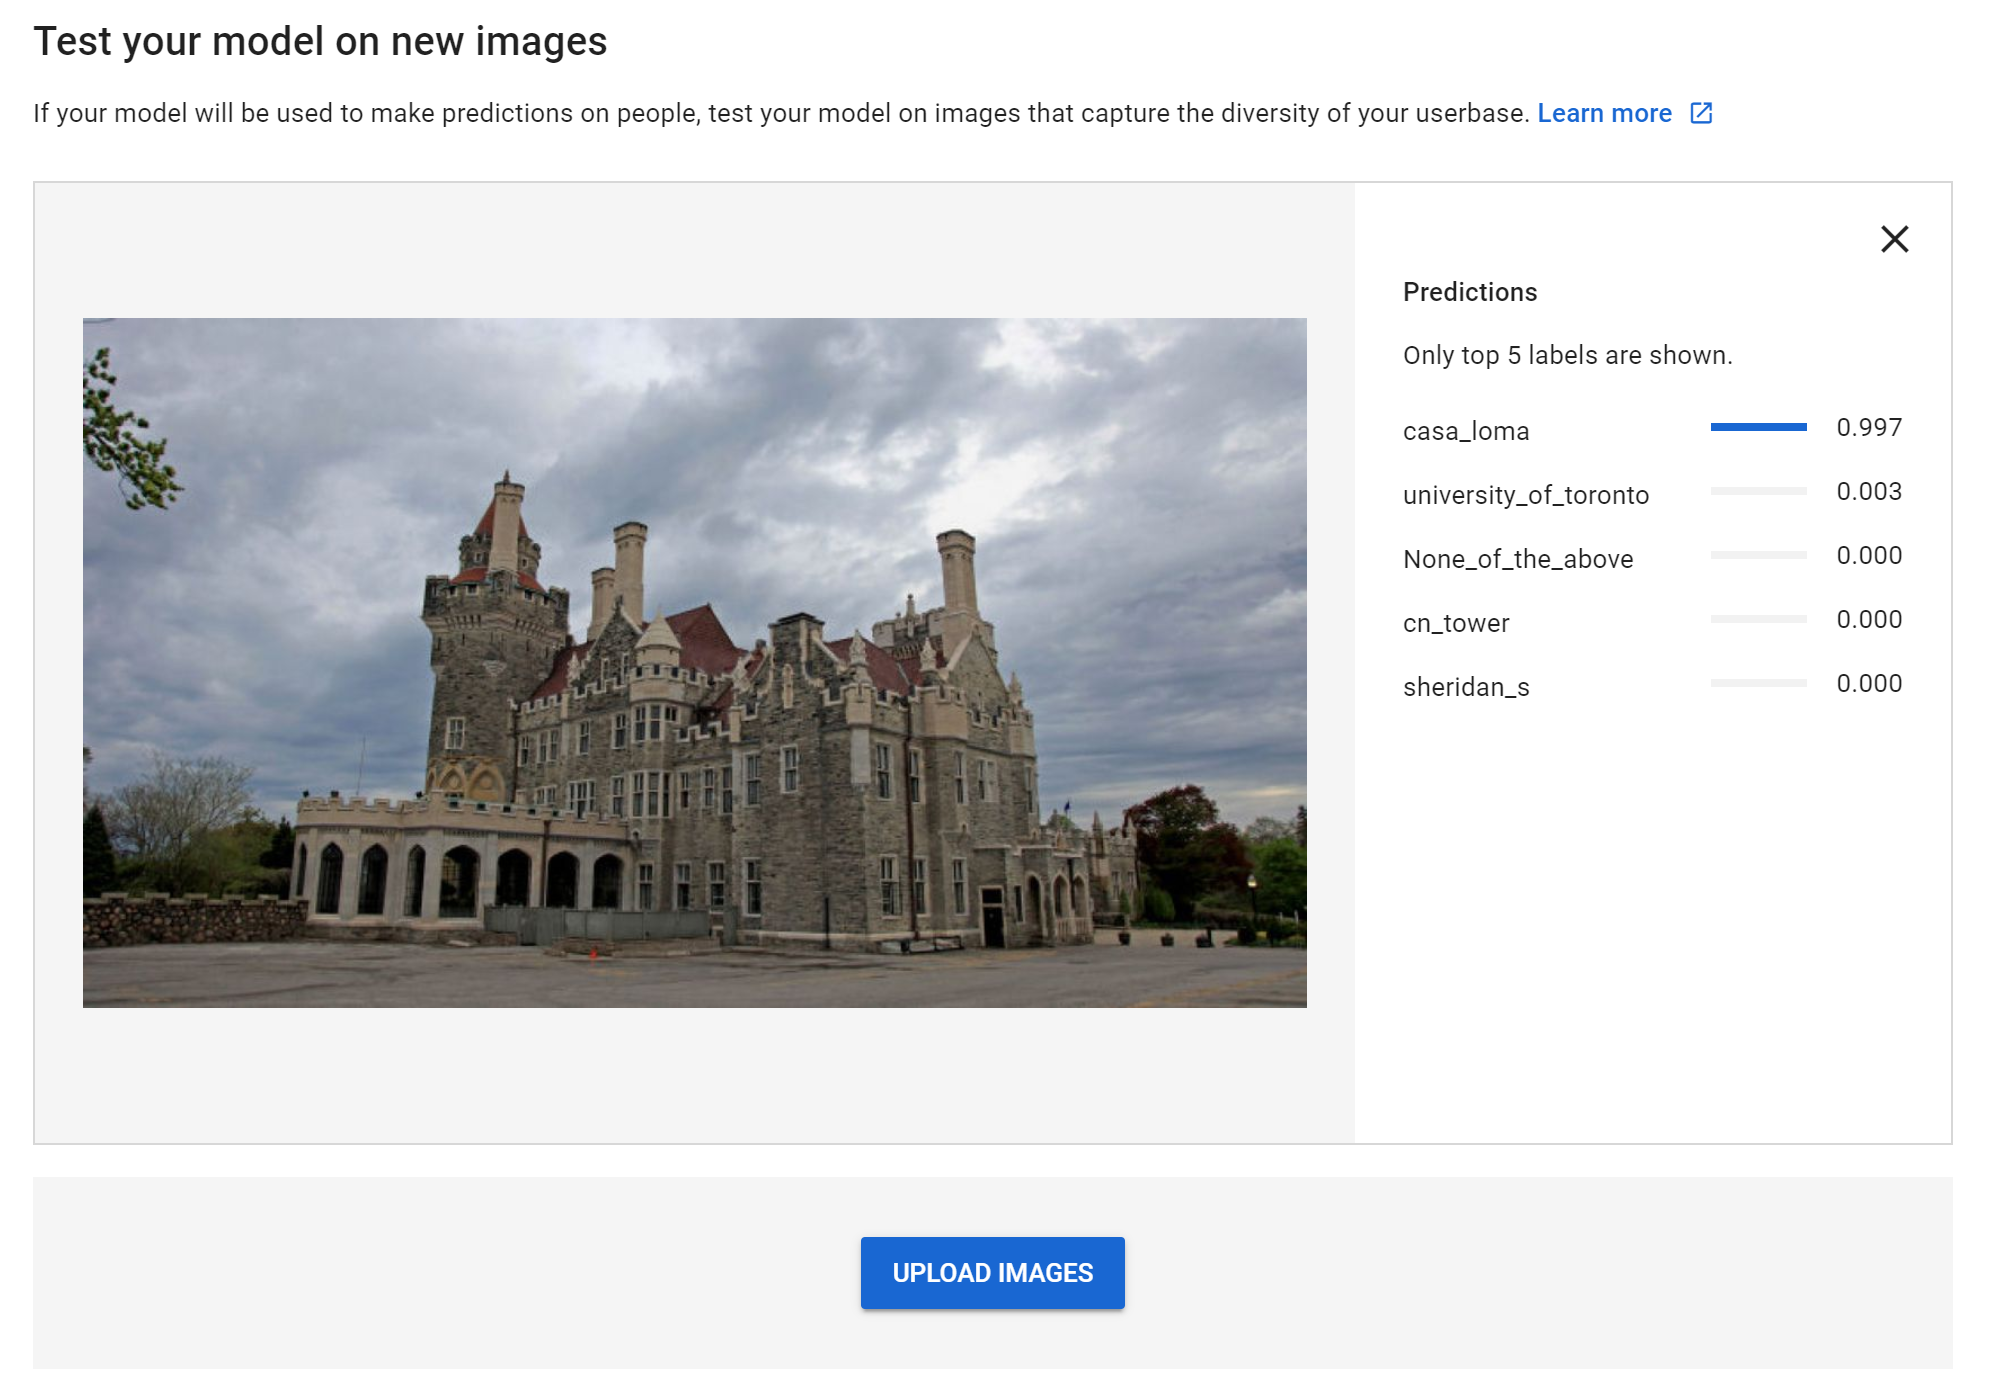 Test your model on new images
If your model will be used to make predictions on people, test your model on images that capture the diversity of your userbase. Learn more
Predictions
Only top 5 labels are shown.
casa_loma 0.997
university_of_toronto 0.003
None_of_the_above 0.000
cn_tower 0.000
sheridan_s 0.000
UPLOAD IMAGES